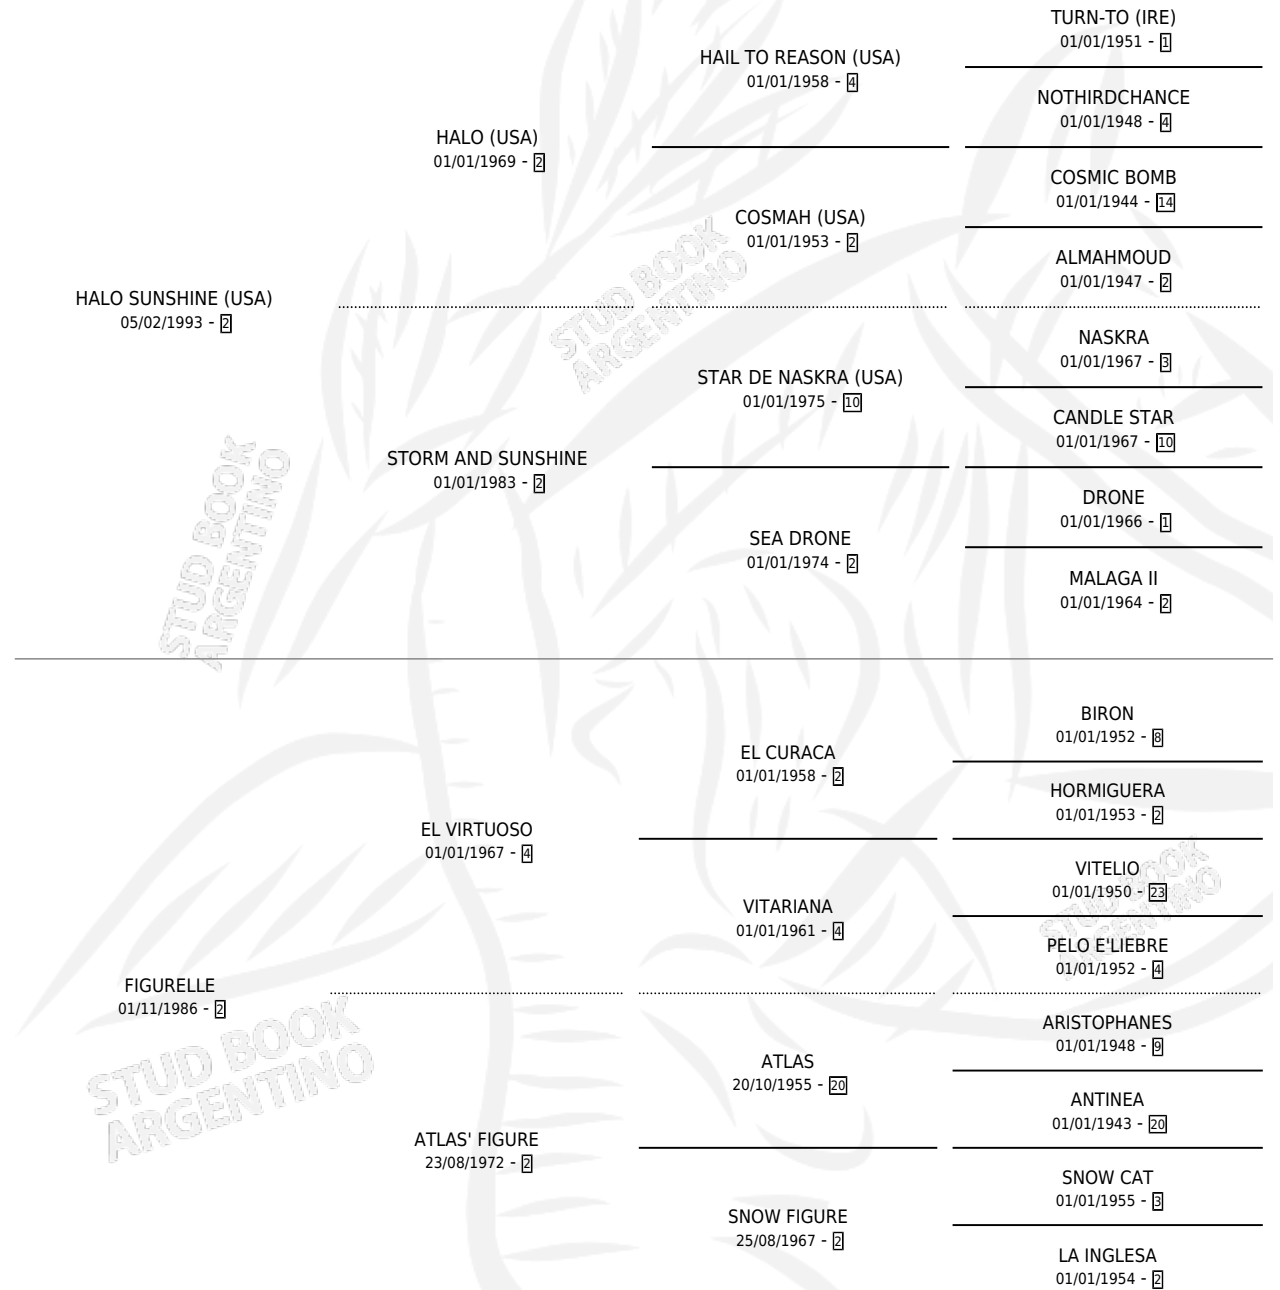 TURN-TO (IRE)
01/01/1951 - 1
HAIL TO REASON (USA)
01/01/1958 - 4
NOTHIRDCHANCE
01/01/1948 - 4
HALO (USA)
01/01/1969 - 2
COSMIC BOMB
01/01/1944 - 14
COSMAH (USA)
01/01/1953 - 2
ALMAHMOUD
01/01/1947 - 2
HALO SUNSHINE (USA)
05/02/1993 - 2
NASKRA
01/01/1967 - 3
STAR DE NASKRA (USA)
01/01/1975 - 10
CANDLE STAR
01/01/1967 - 10
STORM AND SUNSHINE
01/01/1983 - 2
DRONE
01/01/1966 - 1
SEA DRONE
01/01/1974 - 2
MALAGA II
01/01/1964 - 2
BIRON
01/01/1952 - 8
EL CURACA
01/01/1958 - 2
HORMIGUERA
01/01/1953 - 2
EL VIRTUOSO
01/01/1967 - 4
VITELIO
01/01/1950 - 23
VITARIANA
01/01/1961 - 4
PELO E'LIEBRE
01/01/1952 - 4
FIGURELLE
01/11/1986 - 2
ARISTOPHANES
01/01/1948 - 9
ATLAS
20/10/1955 - 20
ANTINEA
01/01/1943 - 20
ATLAS' FIGURE
23/08/1972 - 2
SNOW CAT
01/01/1955 - 3
SNOW FIGURE
25/08/1967 - 2
LA INGLESA
01/01/1954 - 2
STUD BOOK
ARGENTINO
STUD BOOK
ARGENTINO
STUD BOOK
ARGENTINO
STUD BOOK
ARGENTINO